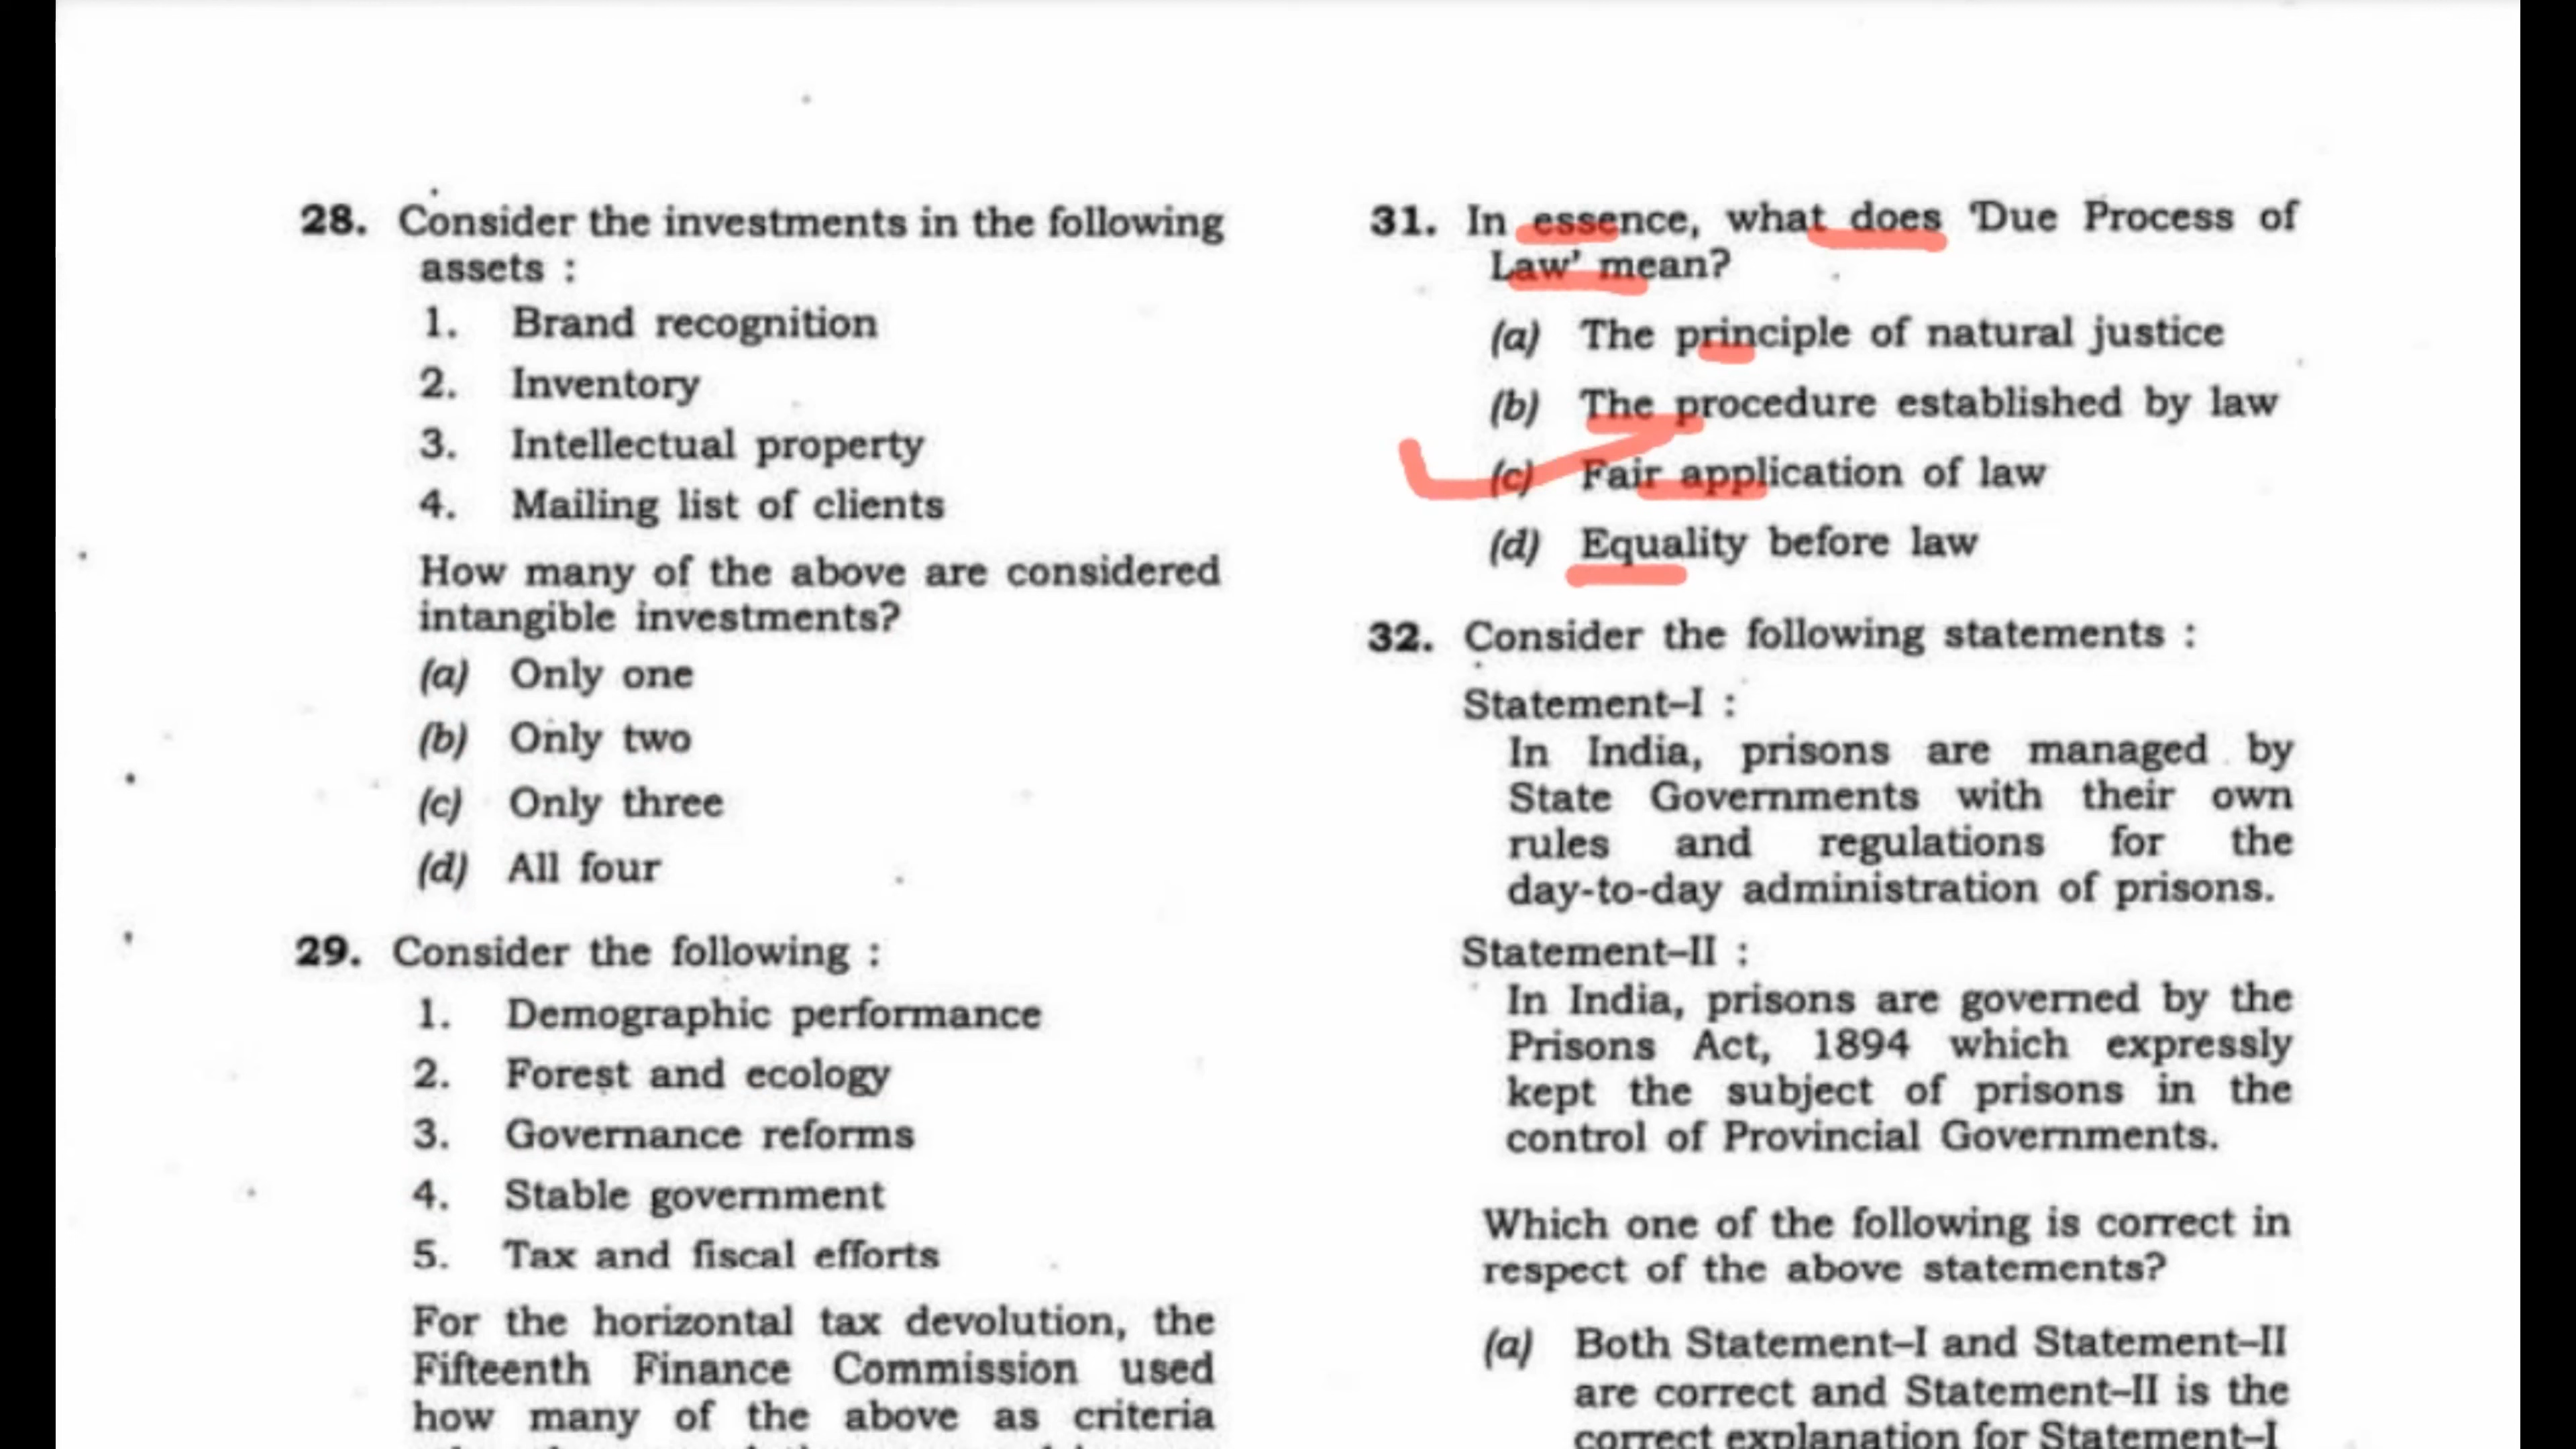 28. Consider the investments in the following
assets :
1. Brand recognition
2. Inventory
3. Intellectual property
4. Mailing list of clients
How many of the above are considered
intangible investments?
(a) Only one
(b) Only two
(c) Only three
(d) All four
29. Consider the following :
1. Demographic performance
2. Forest and ecology
3. Governance reforms
4. Stable government
5. Tax and fiscal efforts
For the horizontal tax devolution, the
Fifteenth Finance Commission used
how many of the above as criteria
31. In essence, what does 'Due Process of
Law' mean?
(a) The principle of natural justice
(b) The procedure established by law
(c) Fair application of law
(d) Equality before law
32. Consider the following statements :
Statement–I :
In India, prisons are managed by
State Governments with their own
rules and regulations for the
day-to-day administration of prisons.
Statement–II :
In India, prisons are governed by the
Prisons Act, 1894 which expressly
kept the subject of prisons in the
control of Provincial Governments.
Which one of the following is correct in
respect of the above statements?
(a) Both Statement–I and Statement–II
are correct and Statement–II is the
correct explanation for Statement–I